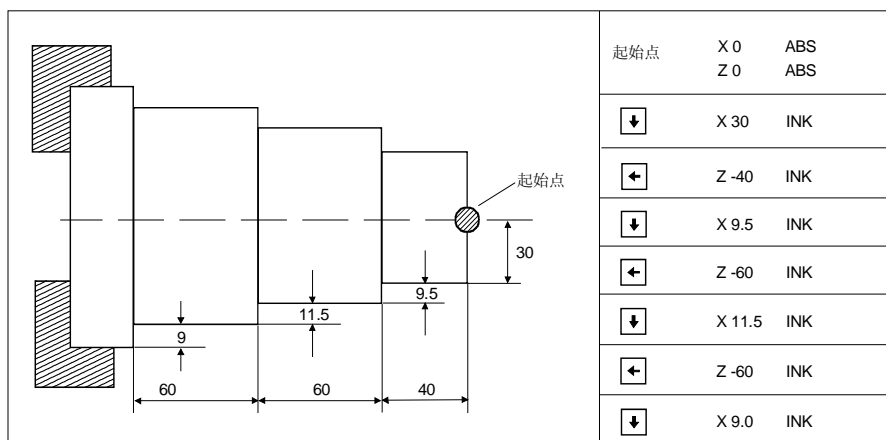 起始点
30
9.5
11.5
9
60
60
40
起始点 X 0 ABS
Z 0 ABS
X 30 INK
Z -40 INK
X 9.5 INK
Z -60 INK
X 11.5 INK
Z -60 INK
X 9.0 INK